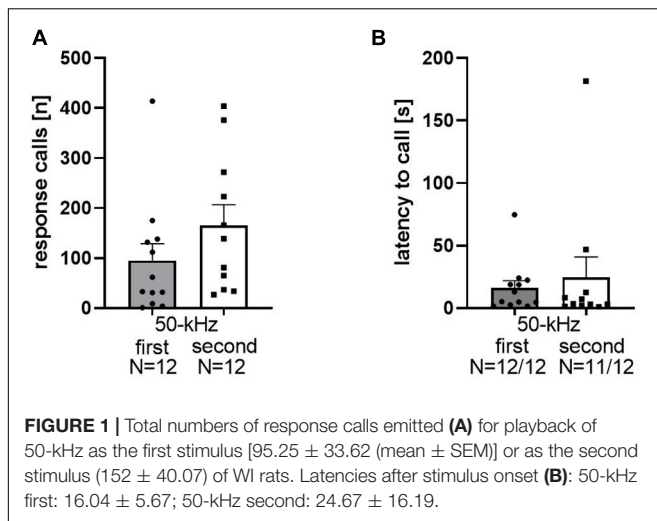 A
B
500
400
300
200
100
0
response calls [n]
50-kHz
first second
N=12 N=12
200
150
100
50
0
latency to call [s]
50-kHz
first second
N=12/12 N=11/12
FIGURE 1 | Total numbers of response calls emitted (A) for playback of
50-kHz as the first stimulus [95.25 ± 33.62 (mean ± SEM)] or as the second
stimulus (152 ± 40.07) of WI rats. Latencies after stimulus onset (B): 50-kHz
first: 16.04 ± 5.67; 50-kHz second: 24.67 ± 16.19.